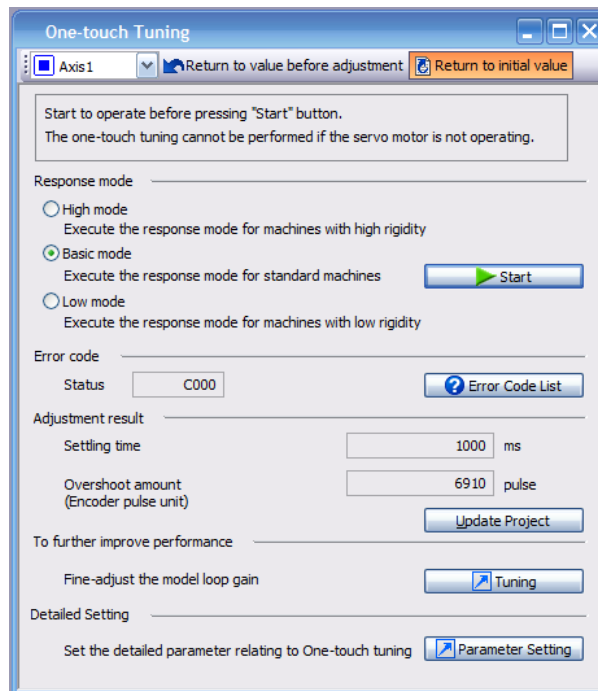 One-touch Tuning
Axis1 Return to value before adjustment Return to initial value
Start to operate before pressing "Start" button.
The one-touch tuning cannot be performed if the servo motor is not operating.
Response mode
High mode
Execute the response mode for machines with high rigidity
Basic mode
Execute the response mode for standard machines
Start
Low mode
Execute the response mode for machines with low rigidity
Error code
Status C000
Error Code List
Adjustment result
Settling time 1000 ms
Overshoot amount 6910 pulse
(Encoder pulse unit)
Update Project
To further improve performance
Fine-adjust the model loop gain Tuning
Detailed Setting
Set the detailed parameter relating to One-touch tuning Parameter Setting